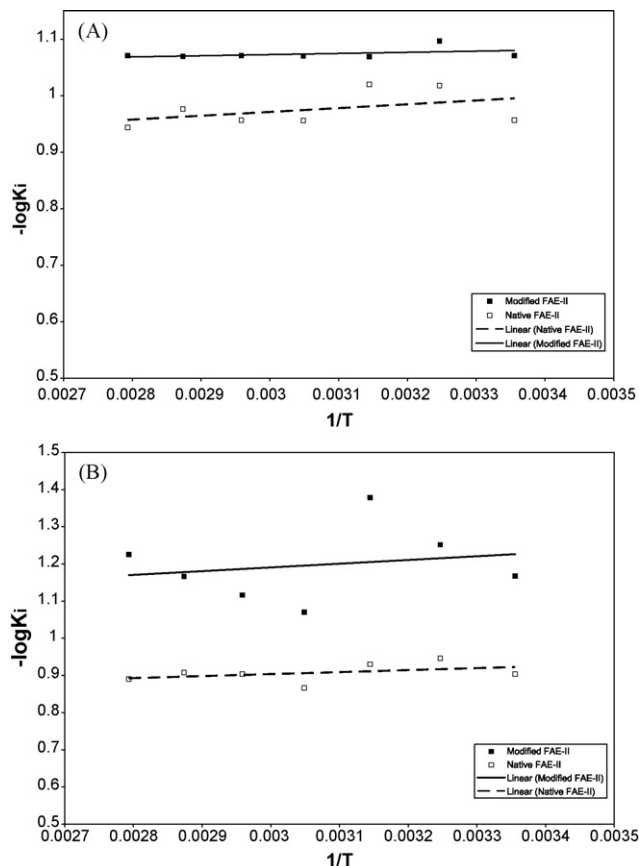 (A)
1.1
1
0.9
0.8
0.7
0.6
0.5
-logKi
0.0027 0.0028 0.0029 0.003 0.0031 0.0032 0.0033 0.0034 0.0035
1/T
Modified FAE-II
Native FAE-II
Linear (Native FAE-II)
Linear (Modified FAE-II)
(B)
1.5
1.4
1.3
1.2
1.1
1
0.9
0.8
0.7
0.6
0.5
-logKi
0.0027 0.0028 0.0029 0.003 0.0031 0.0032 0.0033 0.0034 0.0035
1/T
Modified FAE-II
Native FAE-II
Linear (Modified FAE-II)
Linear (Native FAE-II)